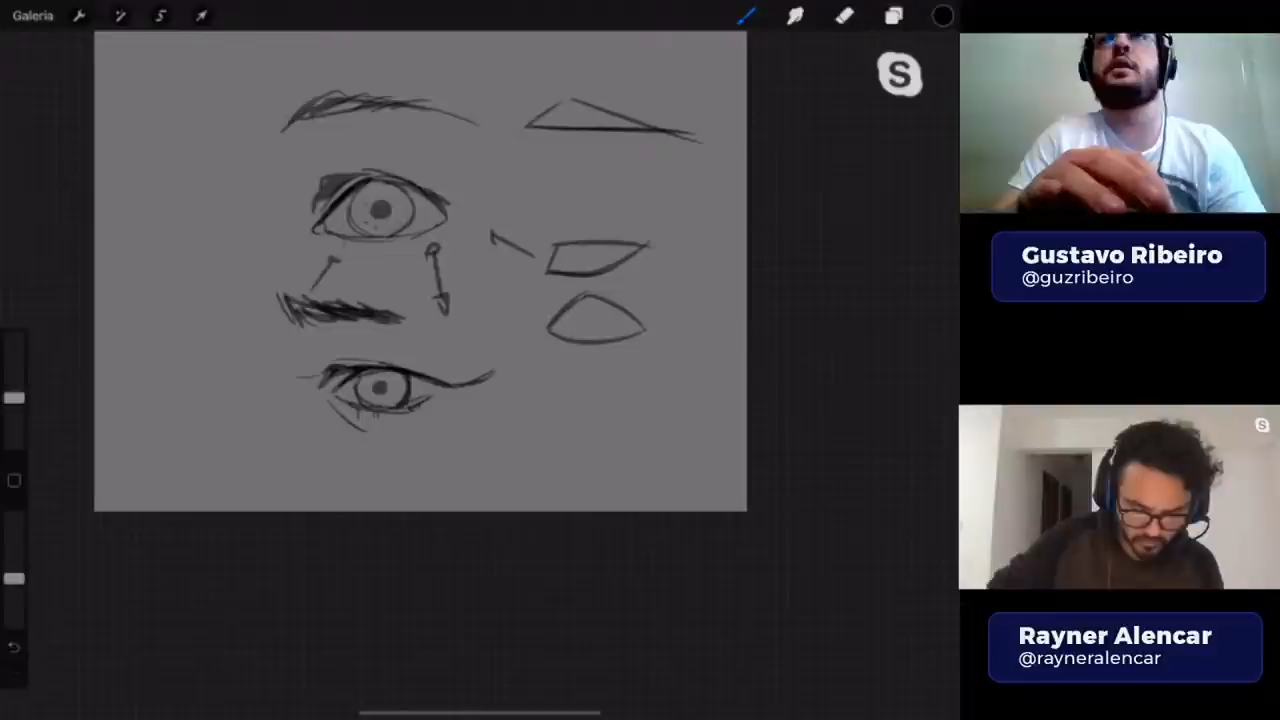 Galeria
S
Gustavo Ribeiro
@guzribeiro
Rayner Alencar
@rayneralencar